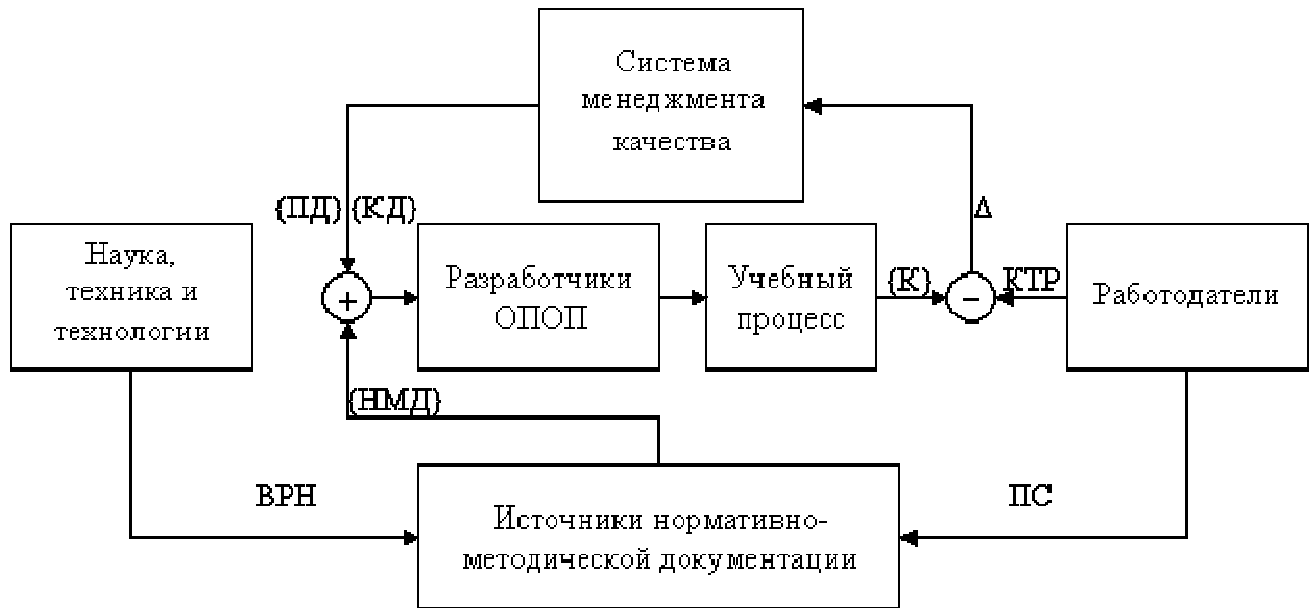 Система
менеджмента
качества
{ПД} {КД}
Δ
Наука,
техника и
технологии
+
Разработчики
ОПОП
Учебный
процесс
{К}
-
КТР
Работодатели
{НМД}
ВРН
ПС
Источники нормативно-
методической документации